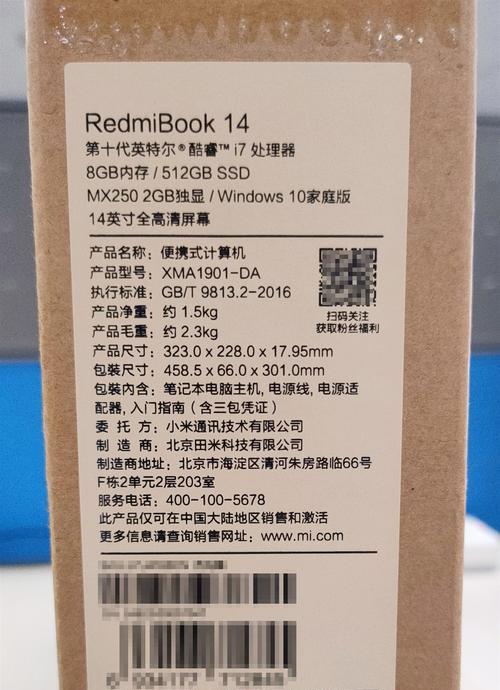 RedmiBook 14
第十代英特尔®酷睿™ i7 处理器
8GB内存 / 512GB SSD
MX250 2GB独显 / Windows 10家庭版
14英寸全高清屏幕
产品名称：便携式计算机
产品型号：XMA1901-DA
执行标准：GB/T 9813.2-2016
产品净重：约 1.5kg
产品毛重：约 2.3kg
扫码关注
获取粉丝福利
产品尺寸：323.0 x 228.0 x 17.95mm
包装尺寸：458.5 x 66.0 x 301.0mm
包装内含：笔记本电脑主机, 电源线, 电源适
配器, 入门指南（含三包凭证）
委 托 方：小米通讯技术有限公司
制 造 商：北京田米科技有限公司
制造商地址：北京市海淀区清河朱房路临66号
F栋2单元2层203室
服务电话：400-100-5678
此产品仅可在中国大陆地区销售和激活
更多信息请查询销售网址：www.mi.com